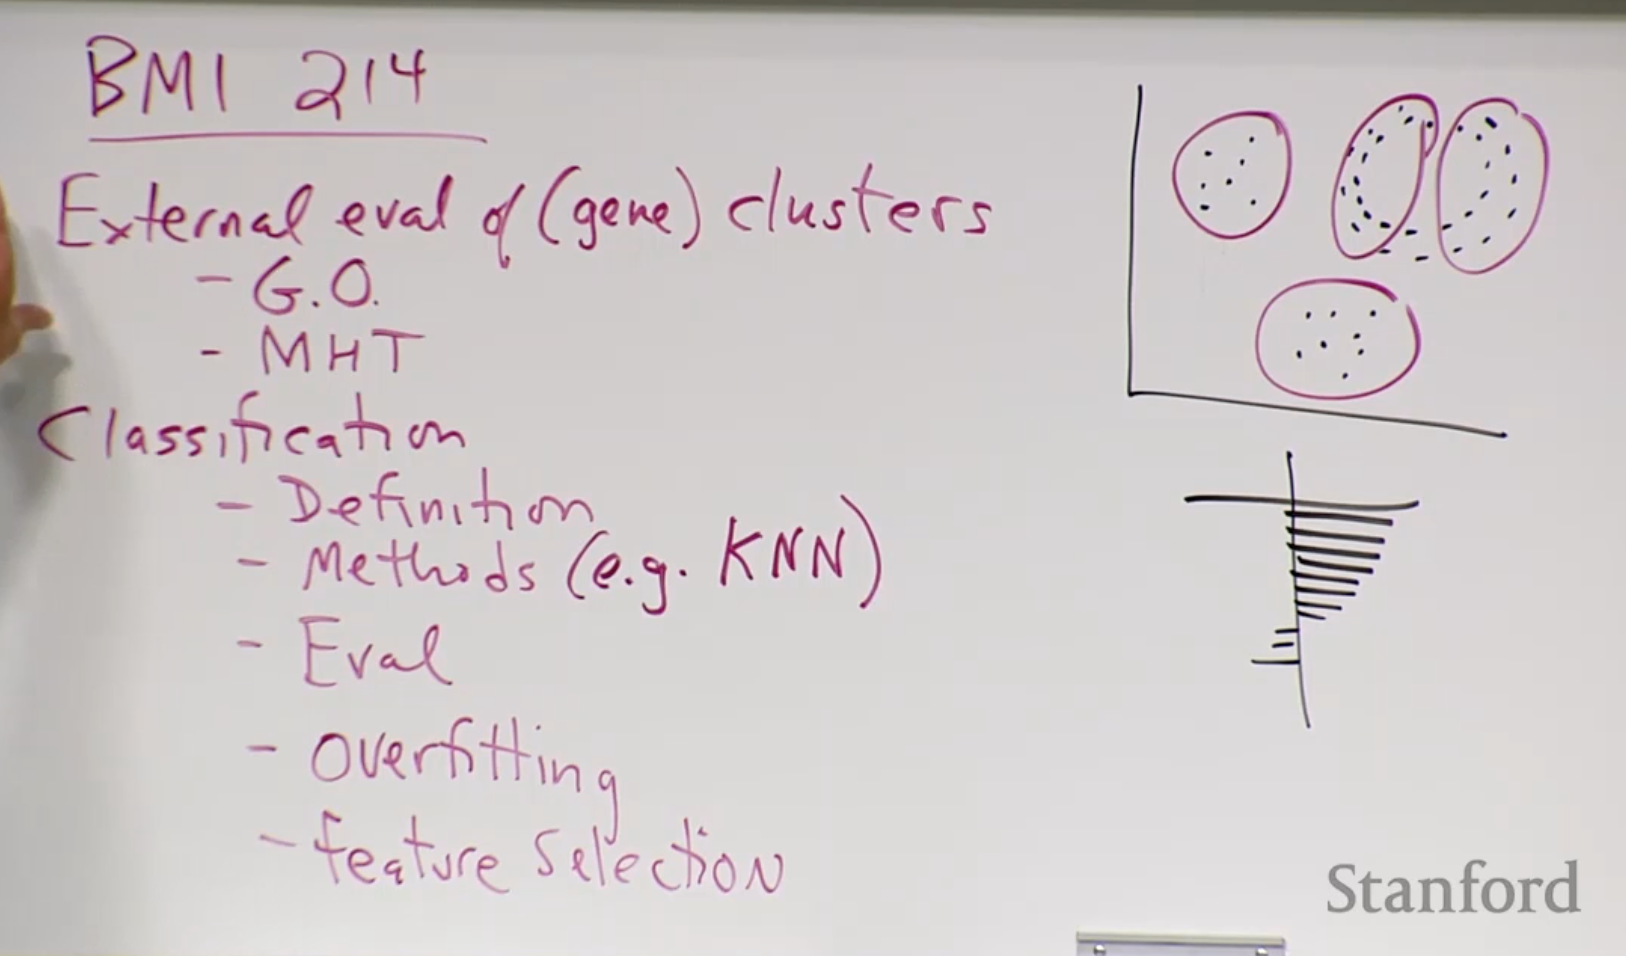 BMI 214
External eval of (gene) clusters
- G.O.
- MHT
Classification
- Definition
- Methods (e.g. KNN)
- Eval
- Overfitting
- Feature Selection
Stanford